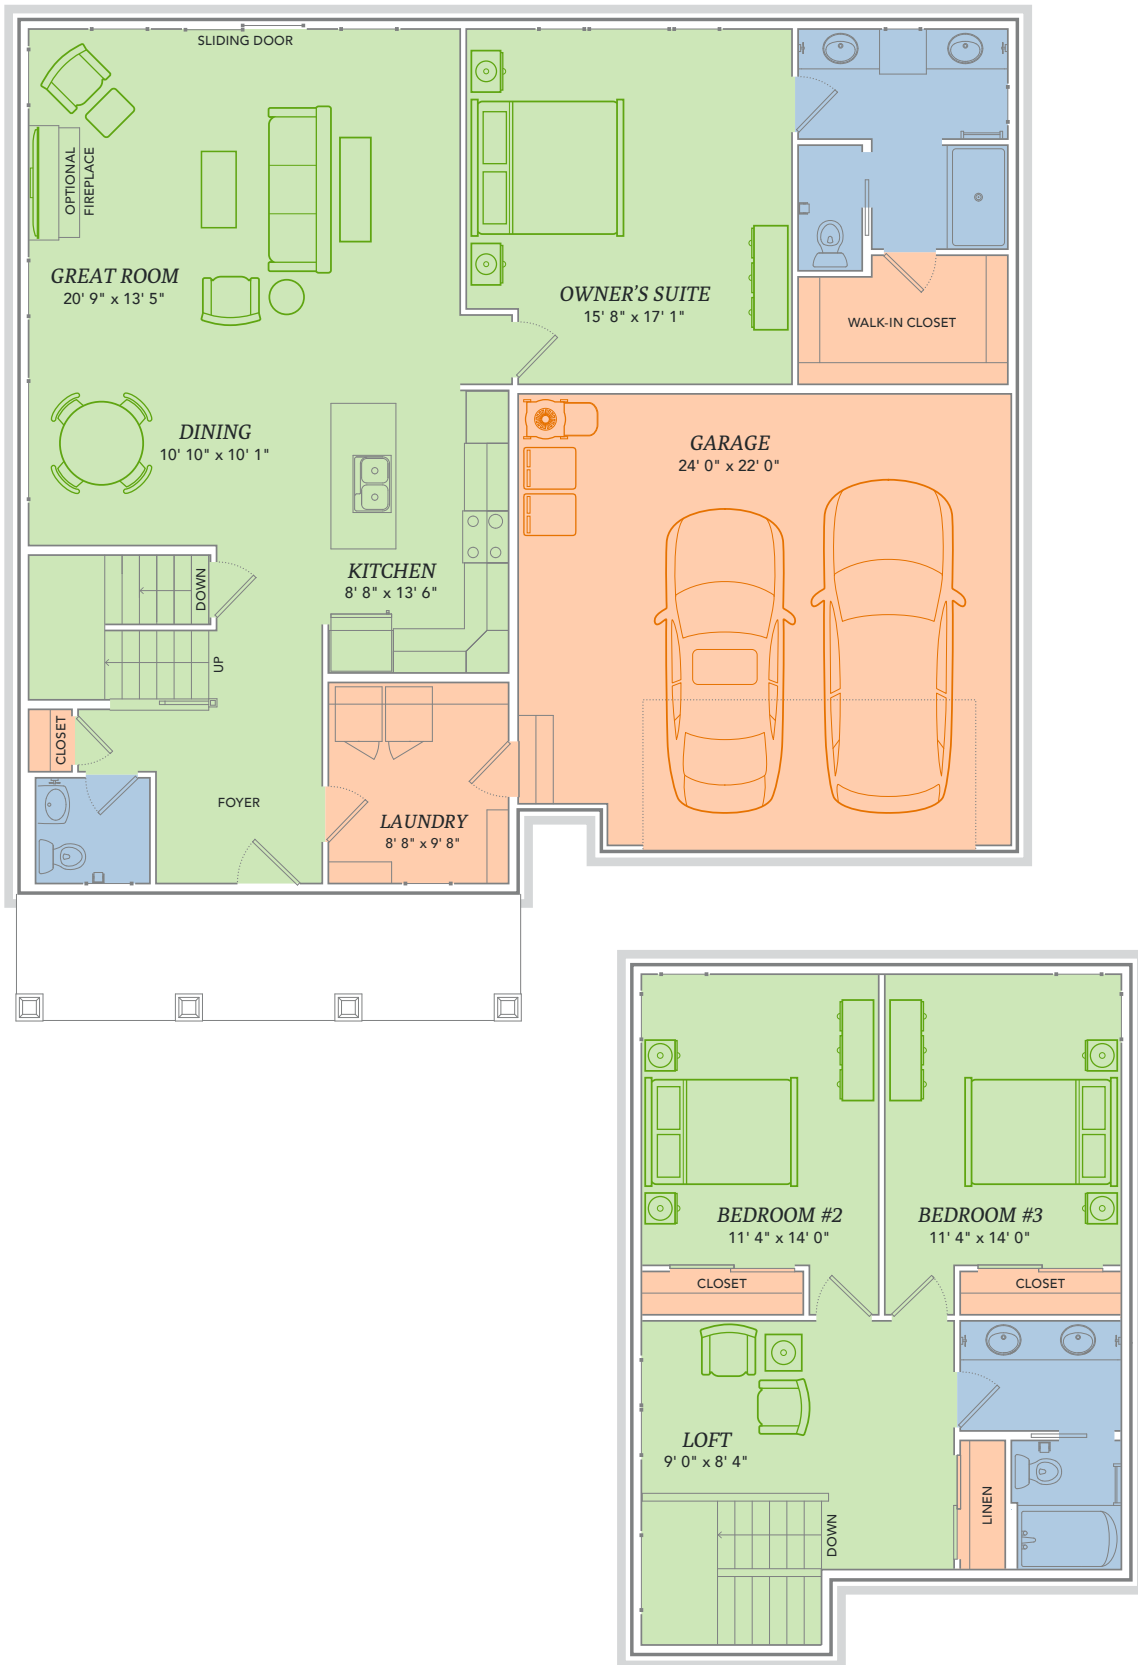 SLIDING DOOR
OPTIONAL
FIREPLACE
GREAT ROOM
20' 9" x 13' 5"
OWNER'S SUITE
15' 8" x 17' 1"
WALK-IN CLOSET
DINING
10' 10" x 10' 1"
GARAGE
24' 0" x 22' 0"
KITCHEN
8' 8" x 13' 6"
DOWN
UP
CLOSET
FOYER
LAUNDRY
8' 8" x 9' 8"
BEDROOM #2
11' 4" x 14' 0"
BEDROOM #3
11' 4" x 14' 0"
CLOSET
CLOSET
LOFT
9' 0" x 8' 4"
LINEN
DOWN